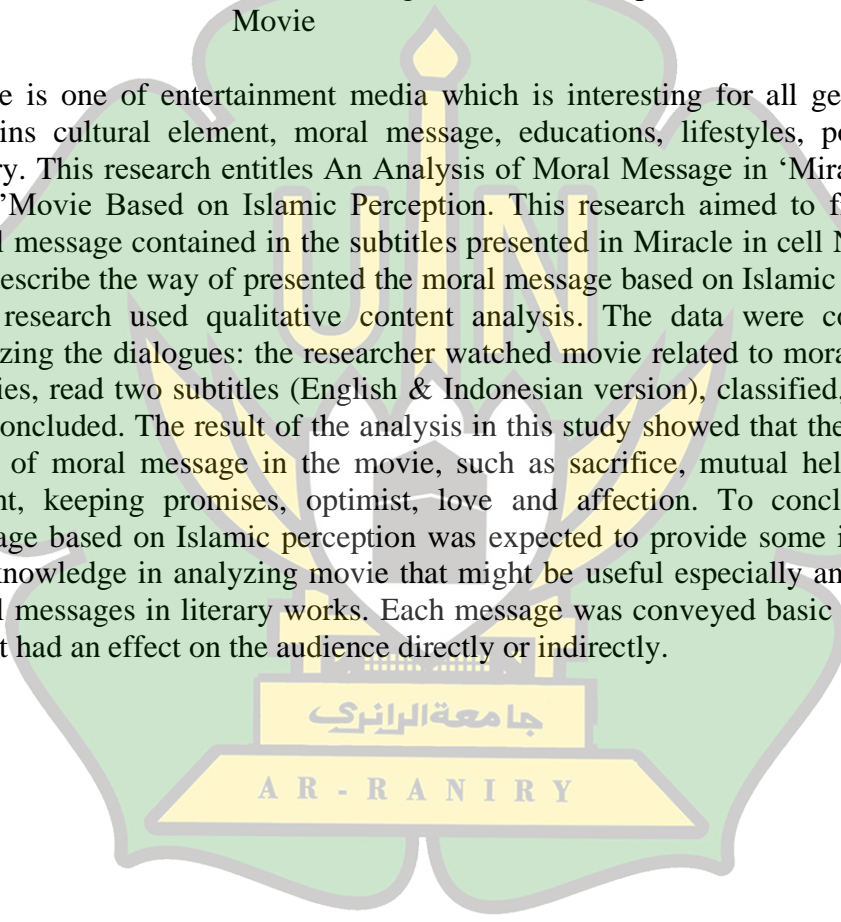 Movie
e is one of entertainment media which is interesting for all ge
ins cultural element, moral message, educations, lifestyles, po
ry. This research entitles An Analysis of Moral Message in ‘Mira
’Movie Based on Islamic Perception. This research aimed to f
l message contained in the subtitles presented in Miracle in cell N
escribe the way of presented the moral message based on Islamic
research used qualitative content analysis. The data were co
zing the dialogues: the researcher watched movie related to mora
ies, read two subtitles (English & Indonesian version), classified,
oncluded. The result of the analysis in this study showed that the
of moral message in the movie, such as sacrifice, mutual hel
nt, keeping promises, optimist, love and affection. To concl
age based on Islamic perception was expected to provide some i
knowledge in analyzing movie that might be useful especially an
l messages in literary works. Each message was conveyed basic
t had an effect on the audience directly or indirectly.
UIN
جامعة الرانري
AR-RANIRY